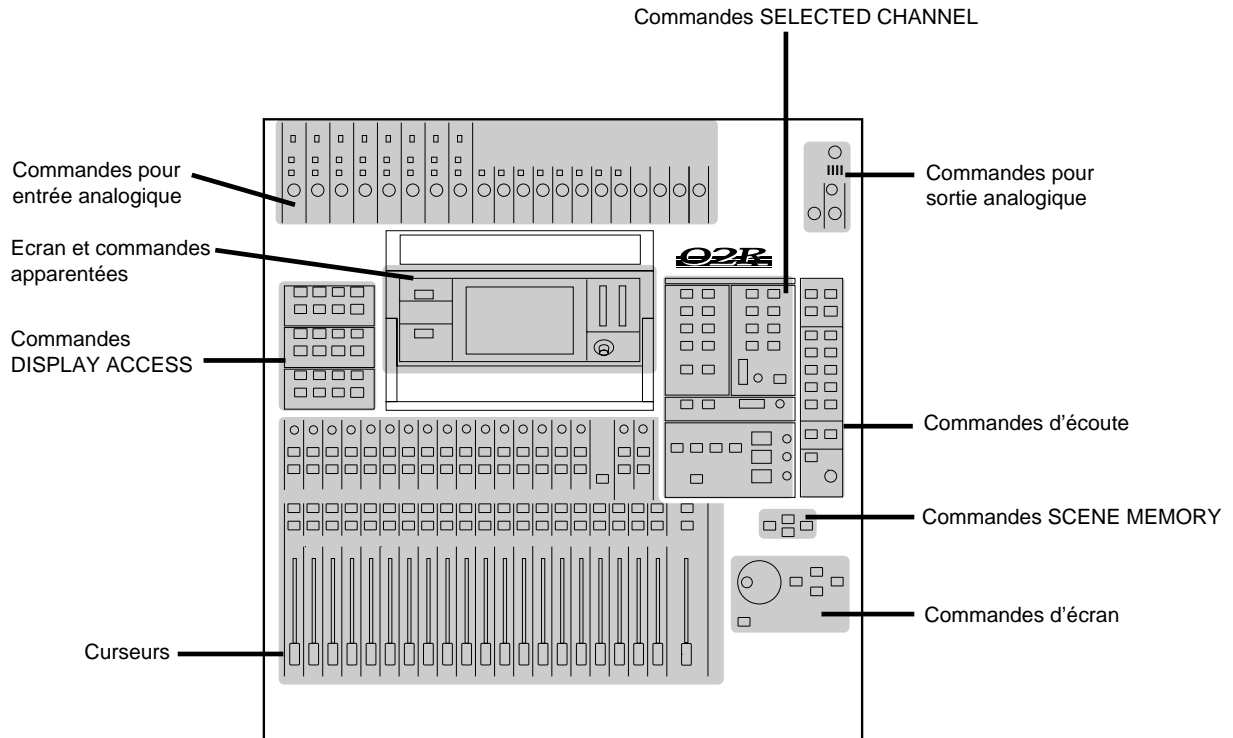 Commandes SELECTED CHANNEL
Commandes pour
entrée analogique
Commandes pour
sortie analogique
Ecran et commandes
apparentées
02R
Commandes
DISPLAY ACCESS
Commandes d'écoute
Commandes SCENE MEMORY
Commandes d'écran
Curseurs